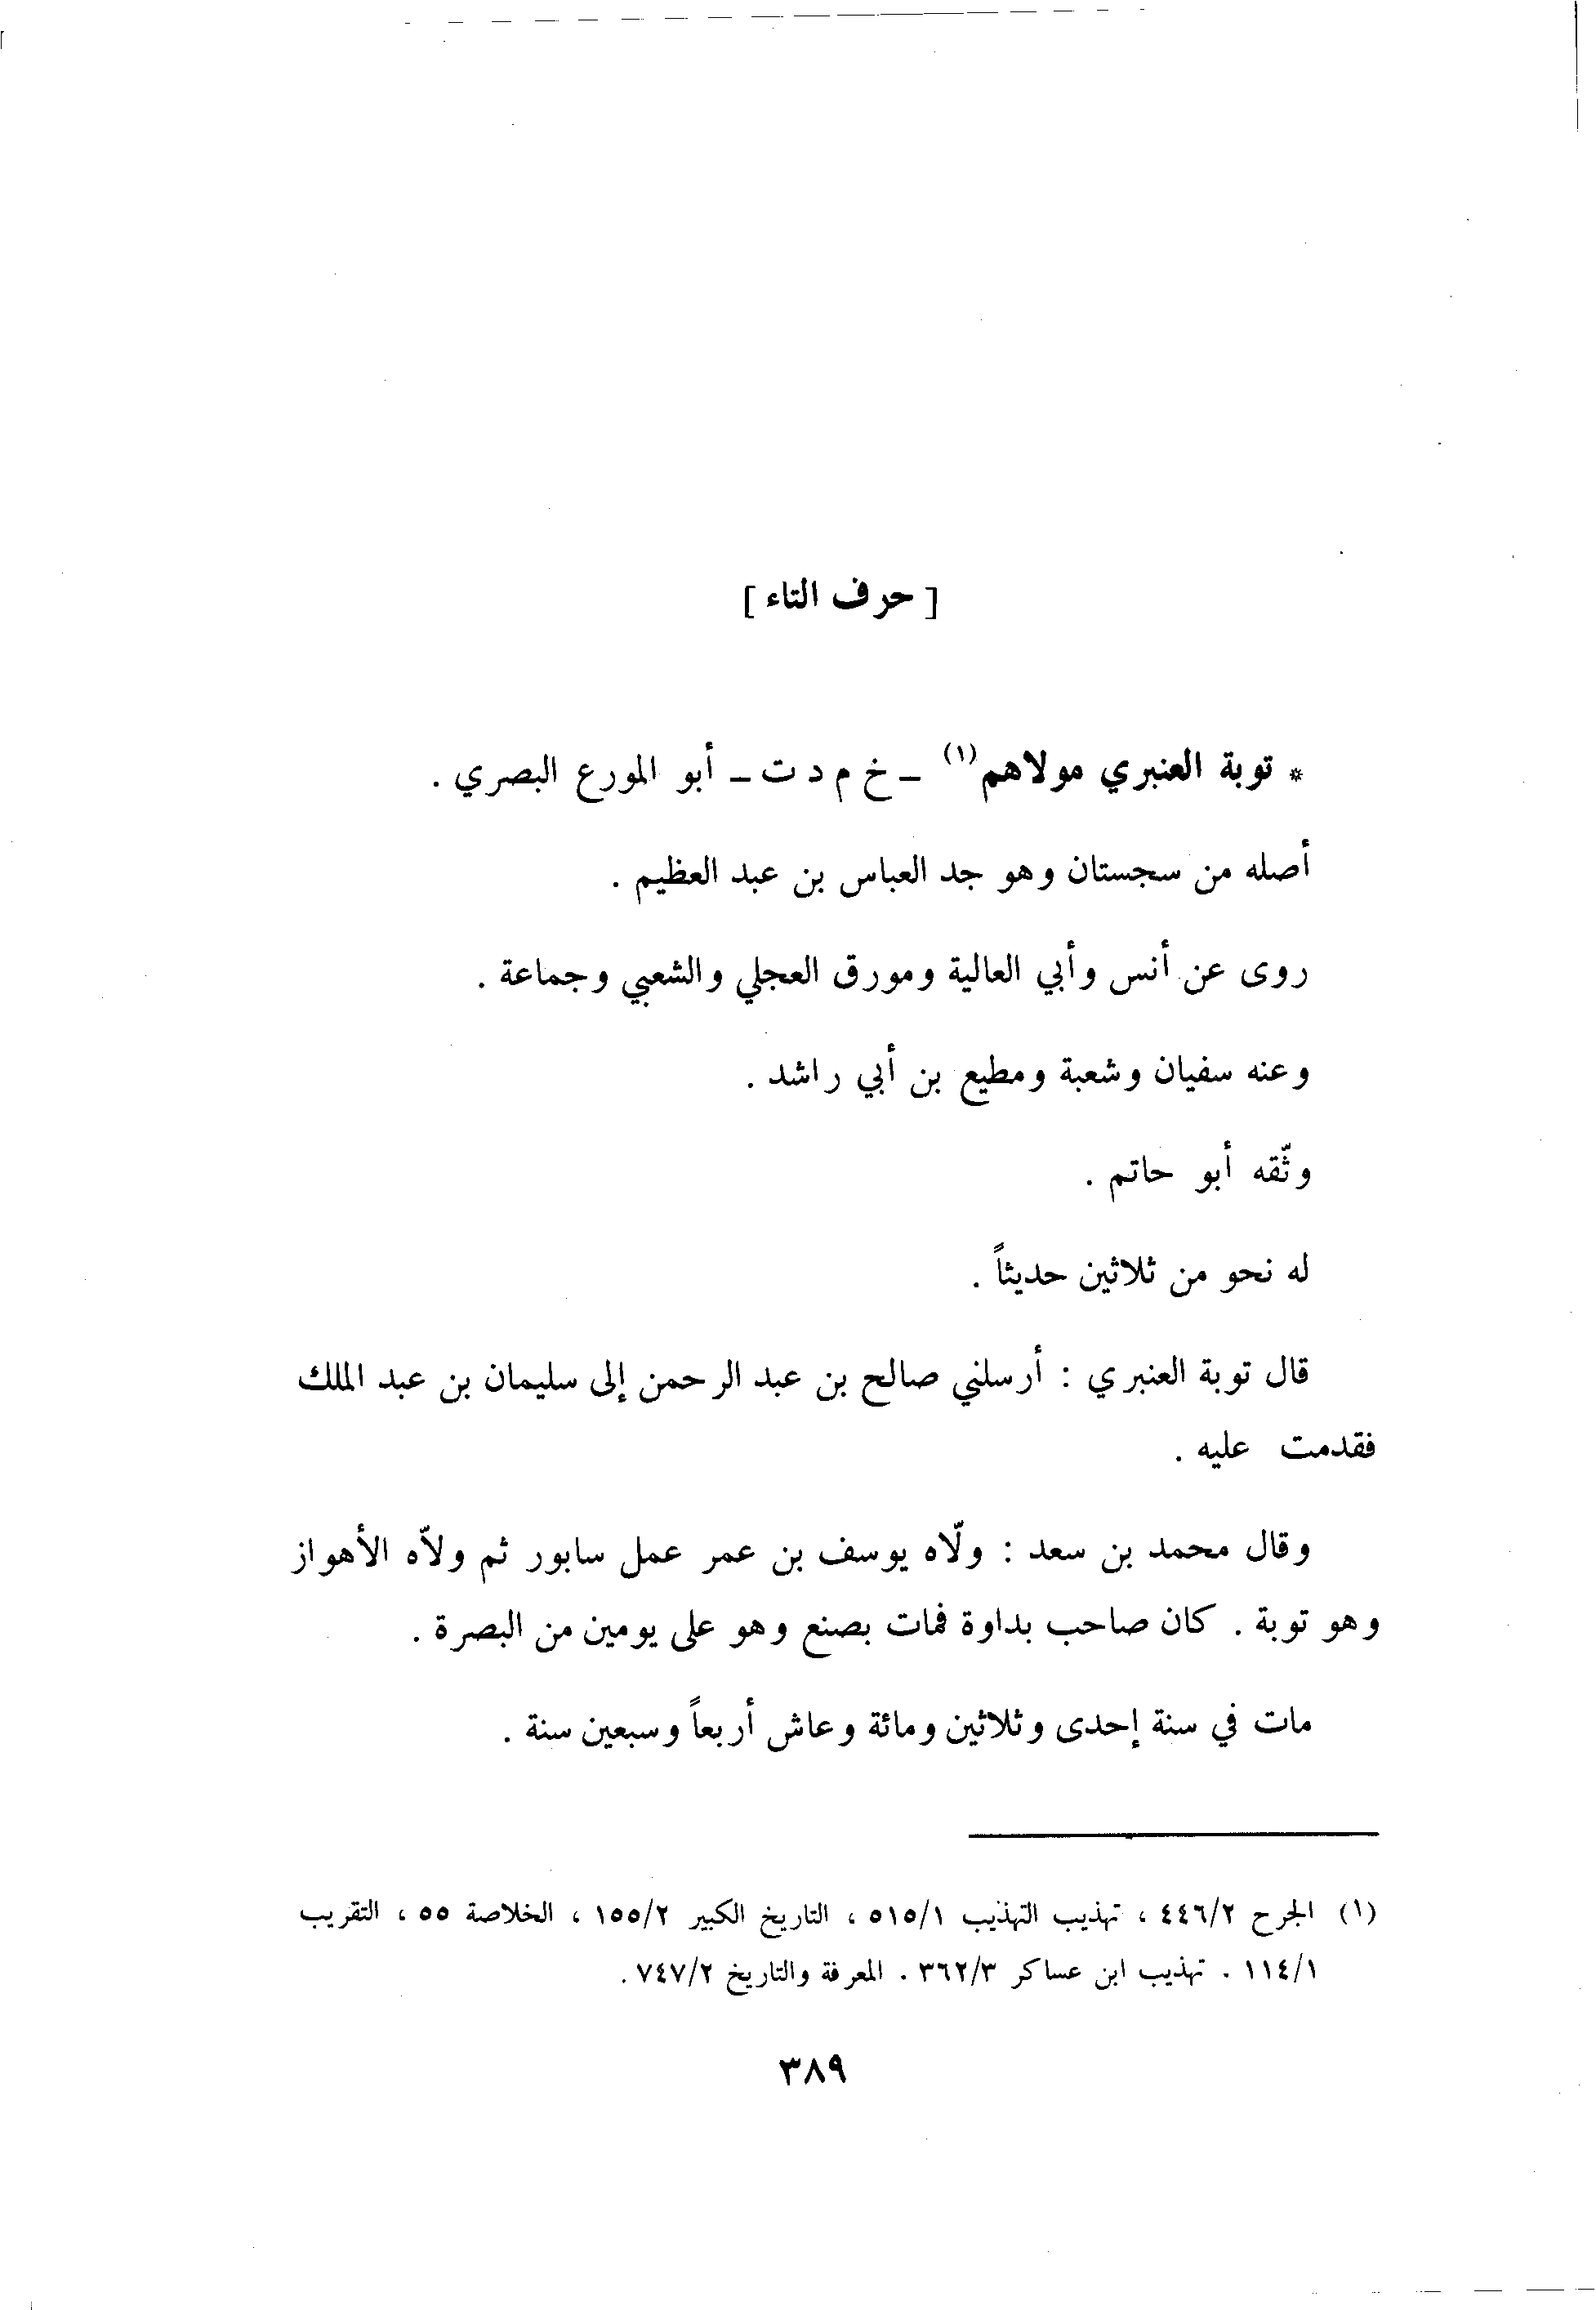 [ حرف التاء ]
* توبة العنبري مولاهم(١) ـ خ م د ت ـ أبو المورع البصري .
أصله من سجستان وهو جد العباس بن عبد العظيم .
روى عن أنس وأبي العالية ومورق العجلي والشعبي وجماعة .
وعنه سفيان وشعبة ومطيع بن أبي راشد .
وثّقه أبو حاتم .
له نحو من ثلاثين حديثاً .
قال توبة العنبري : أرسلني صالح بن عبد الرحمن إلى سليمان بن عبد الملك
فقدمت عليه .
وقال محمد بن سعد : ولّاه يوسف بن عمر عمل سابور ثم ولاّه الأهواز
وهو توبة . كان صاحب بداوة فمات بصنع وهو على يومين من البصرة .
مات في سنة إحدى وثلاثين ومائة وعاش أربعاً وسبعين سنة .
(١) الجرح ٤٤٦/٢ ، تهذيب التهذيب ٥١٥/١ ، التاريخ الكبير ١٥٥/٢ ، الخلاصة ٥٥ ، التقريب
١١٤/١ . تهذيب ابن عساكر ٣٦٢/٣ . المعرفة والتاريخ ٧٤٧/٢ .
٣٨٩